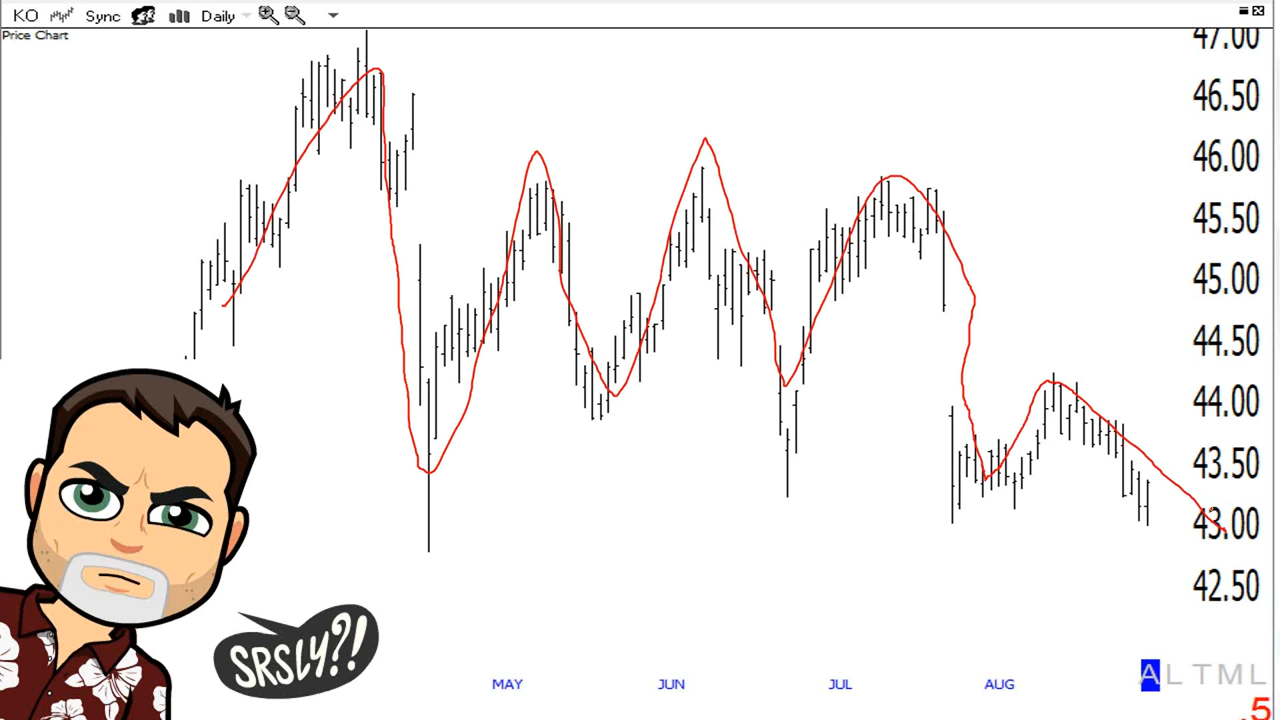 KO Sync Daily
Price Chart
47.00
46.50
46.00
45.50
45.00
44.50
44.00
43.50
43.00
42.50
SRSLY?!
MAY JUN JUL AUG
A L T M L
.5